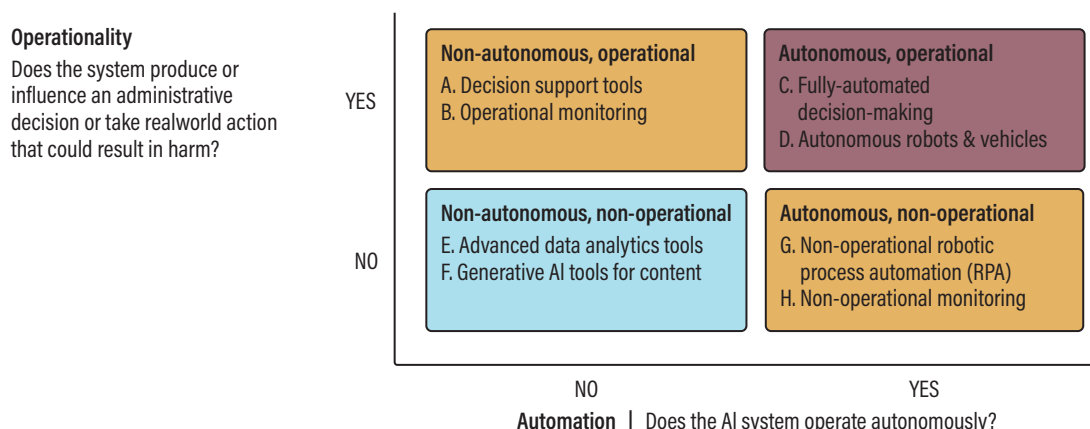 Operationality
Does the system produce or
influence an administrative
decision or take realworld action
that could result in harm?
YES
Non-autonomous, operational
A. Decision support tools
B. Operational monitoring
Autonomous, operational
C. Fully-automated
decision-making
D. Autonomous robots & vehicles
NO
Non-autonomous, non-operational
E. Advanced data analytics tools
F. Generative AI tools for content
Autonomous, non-operational
G. Non-operational robotic
process automation (RPA)
H. Non-operational monitoring
NO
YES
Automation | Does the AI system operate autonomously?